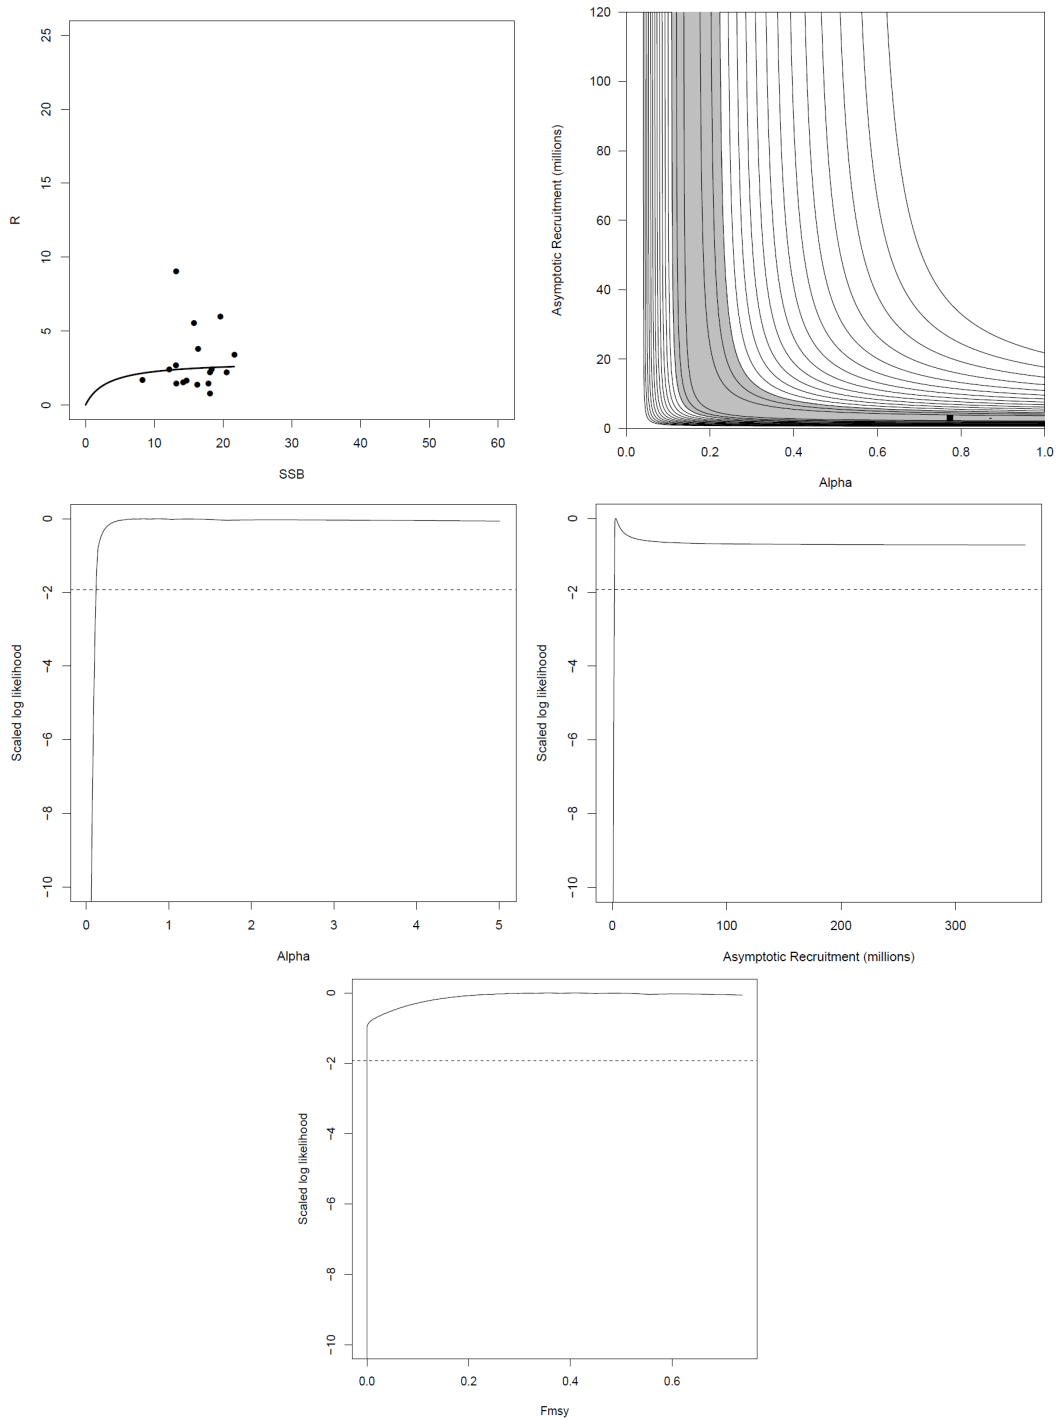 25
20
15
10
5
0
R
0 10 20 30 40 50 60
SSB
120
100
80
60
40
20
0
Asymptotic Recruitment (millions)
0.0 0.2 0.4 0.6 0.8 1.0
Alpha
0
−2
−4
−6
−8
−10
Scaled log likelihood
0 1 2 3 4 5
Alpha
0
−2
−4
−6
−8
−10
Scaled log likelihood
0 100 200 300
Asymptotic Recruitment (millions)
0
−2
−4
−6
−8
−10
Scaled log likelihood
0.0 0.2 0.4 0.6
Fmsy